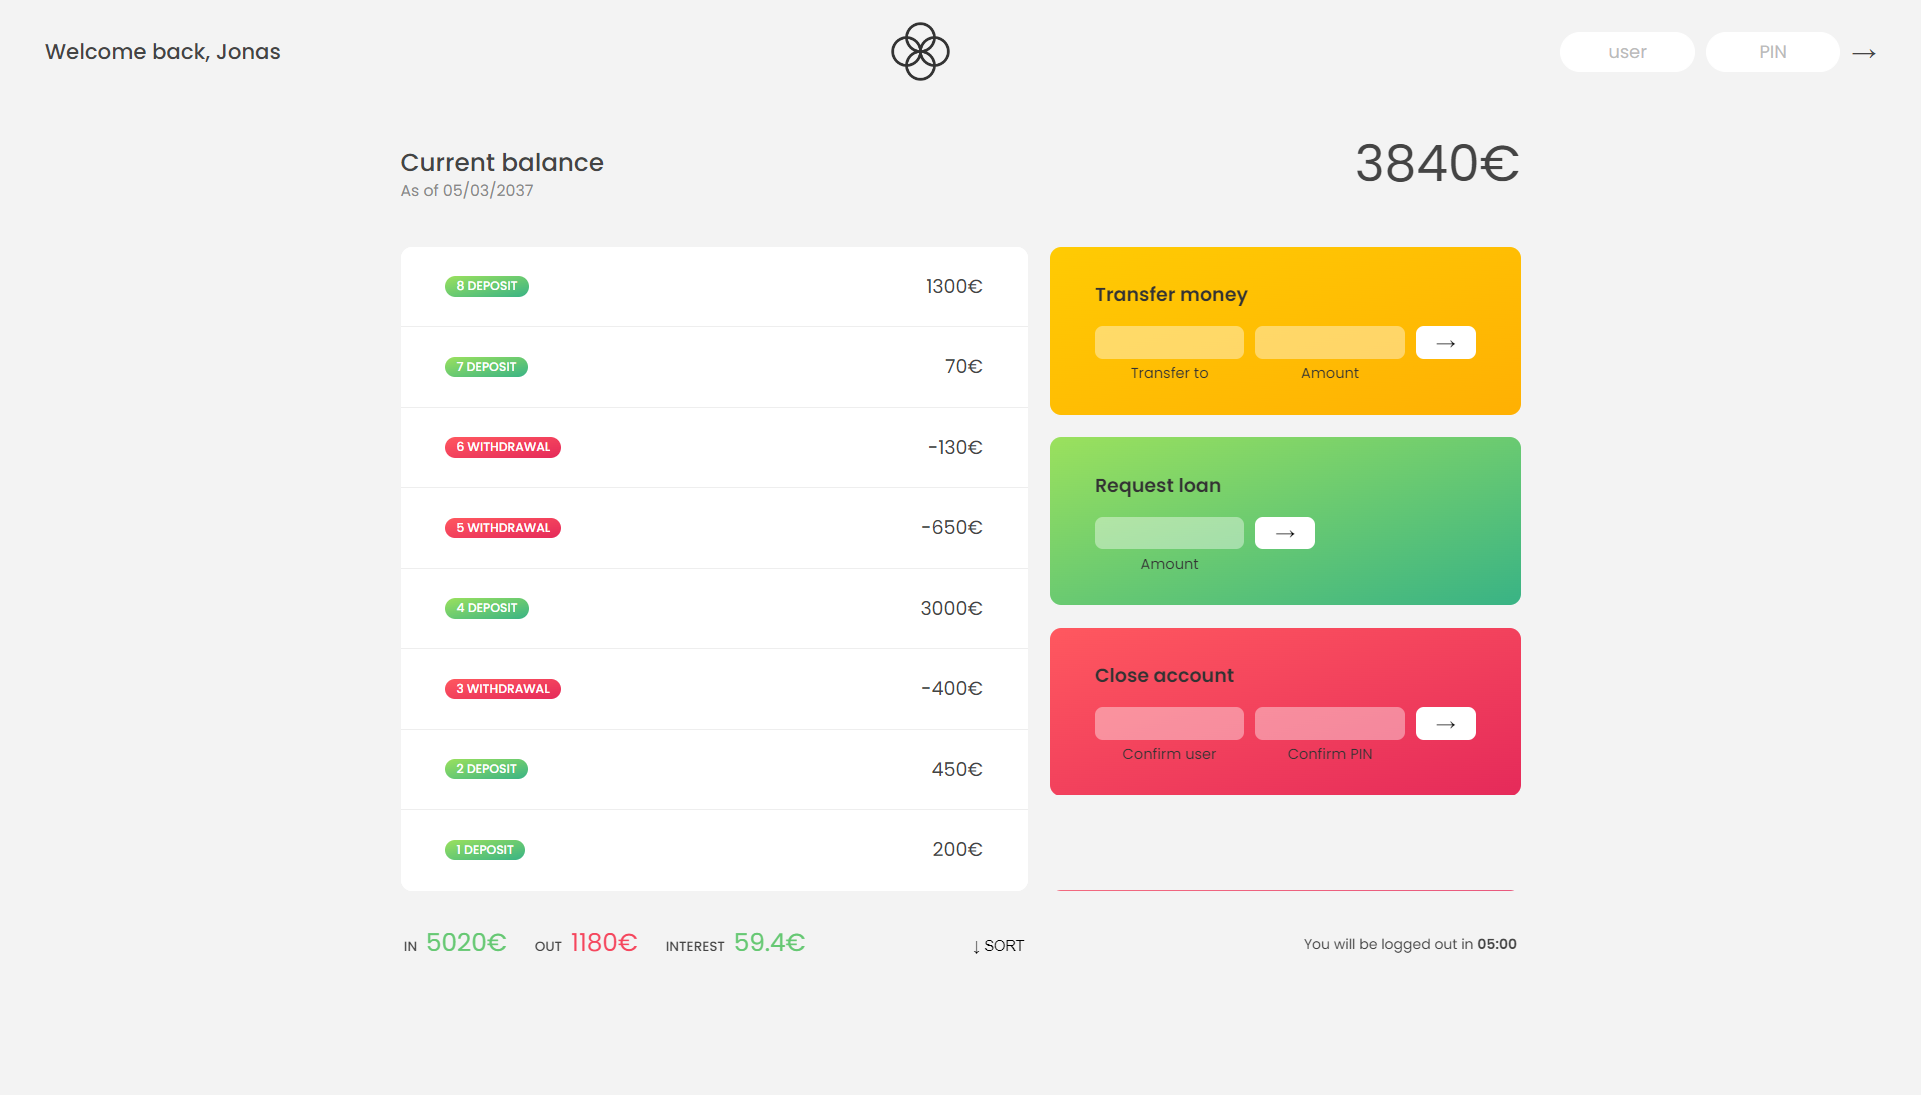 Welcome back, Jonas
user
PIN
→
Current balance
As of 05/03/2037
3840€
8 DEPOSIT
1300€
7 DEPOSIT
70€
6 WITHDRAWAL
-130€
5 WITHDRAWAL
-650€
4 DEPOSIT
3000€
3 WITHDRAWAL
-400€
2 DEPOSIT
450€
1 DEPOSIT
200€
Transfer money
→
Transfer to
Amount
Request loan
→
Amount
Close account
→
Confirm user
Confirm PIN
IN 5020€
OUT 1180€
INTEREST 59.4€
↓ SORT
You will be logged out in 05:00